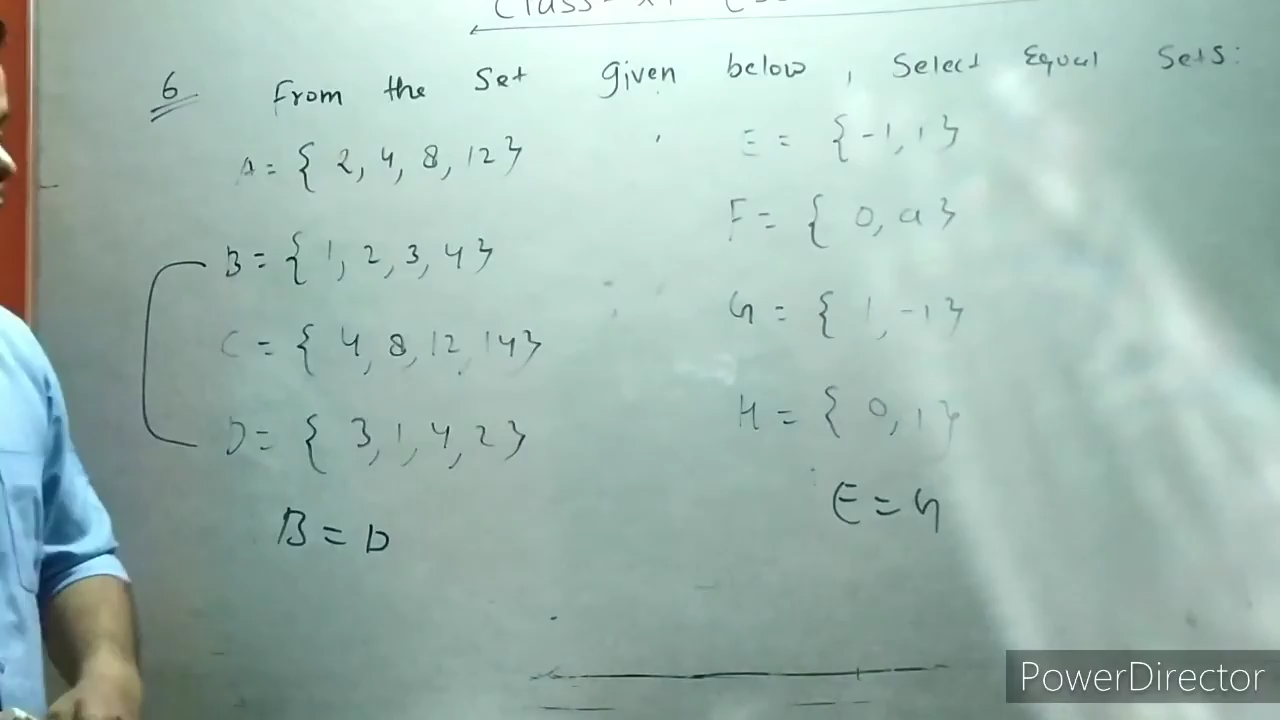 Class-
6 From the Set Given below, Select Equal Sets:
A = { 2, 4, 8, 12 }
B = { 1, 2, 3, 4 }
C = { 4, 8, 12, 14 }
D = { 3, 1, 4, 2 }
B = D
E = { -1, 1 }
F = { 0, a }
G = { 1, -1 }
H = { 0, 1 }
E = G
PowerDirector